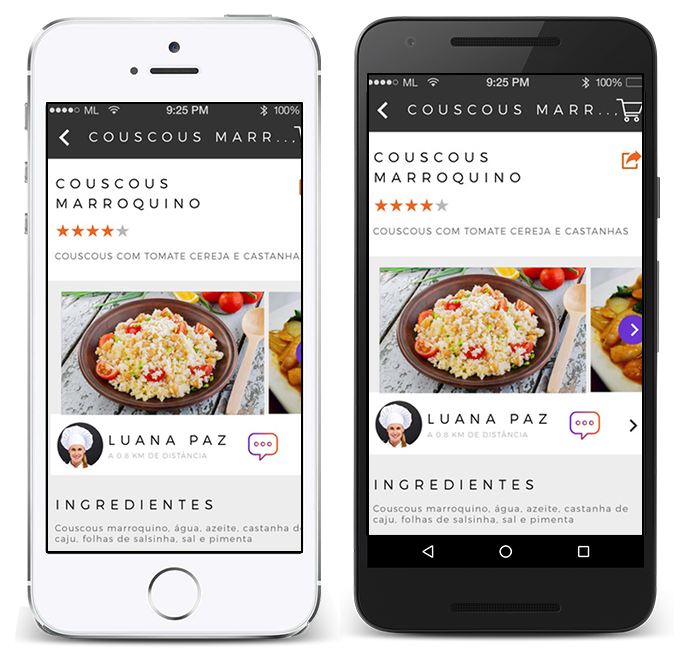 ML 9:25 PM 100%
COUSCOUS MARR...
COUSCOUS
MARROQUINO
COUSCOUS COM TOMATE CEREJA E CASTANHA
LUANA PAZ
A 0.8 KM DE DISTÂNCIA
INGREDIENTES
Couscous marroquino, água, azeite, castanha d
caju, folhas de salsinha, sal e pimenta
ML 9:25 PM 100%
COUSCOUS MARR...
COUSCOUS
MARROQUINO
COUSCOUS COM TOMATE CEREJA E CASTANHAS
LUANA PAZ
A 0.8 KM DE DISTÂNCIA
INGREDIENTES
Couscous marroquino, água, azeite, castanha de
caju, folhas de salsinha, sal e pimenta